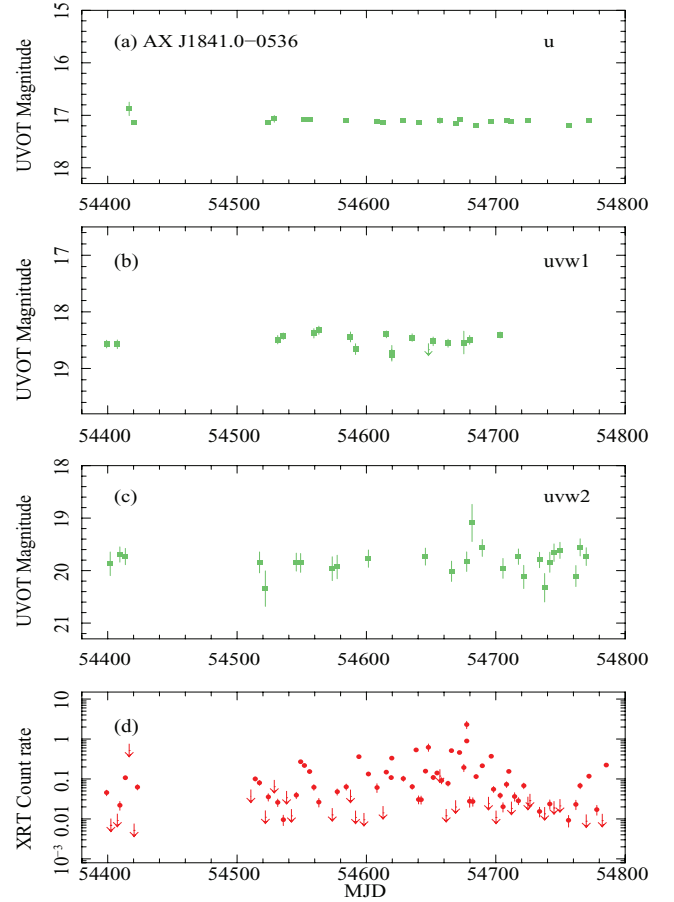 15
16
17
18
UVOT Magnitude
(a) AX J1841.0−0536
u
54400 54500 54600 54700 54800
17
18
19
UVOT Magnitude
(b)
uvw1
54400 54500 54600 54700 54800
18
19
20
21
UVOT Magnitude
(c)
uvw2
54400 54500 54600 54700 54800
10
1
0.1
0.01
10⁻³
XRT Count rate
(d)
54400 54500 54600 54700 54800
MJD